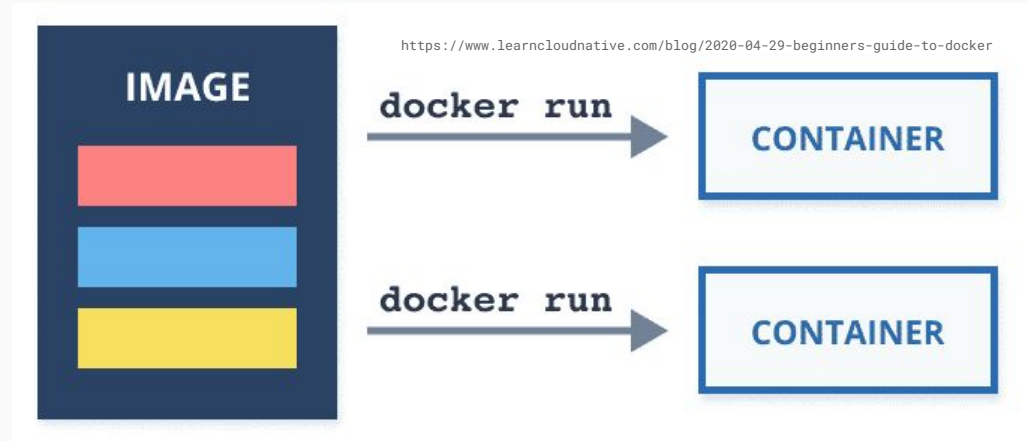 https://www.learncloudnative.com/blog/2020-04-29-beginners-guide-to-docker
IMAGE
docker run
CONTAINER
docker run
CONTAINER